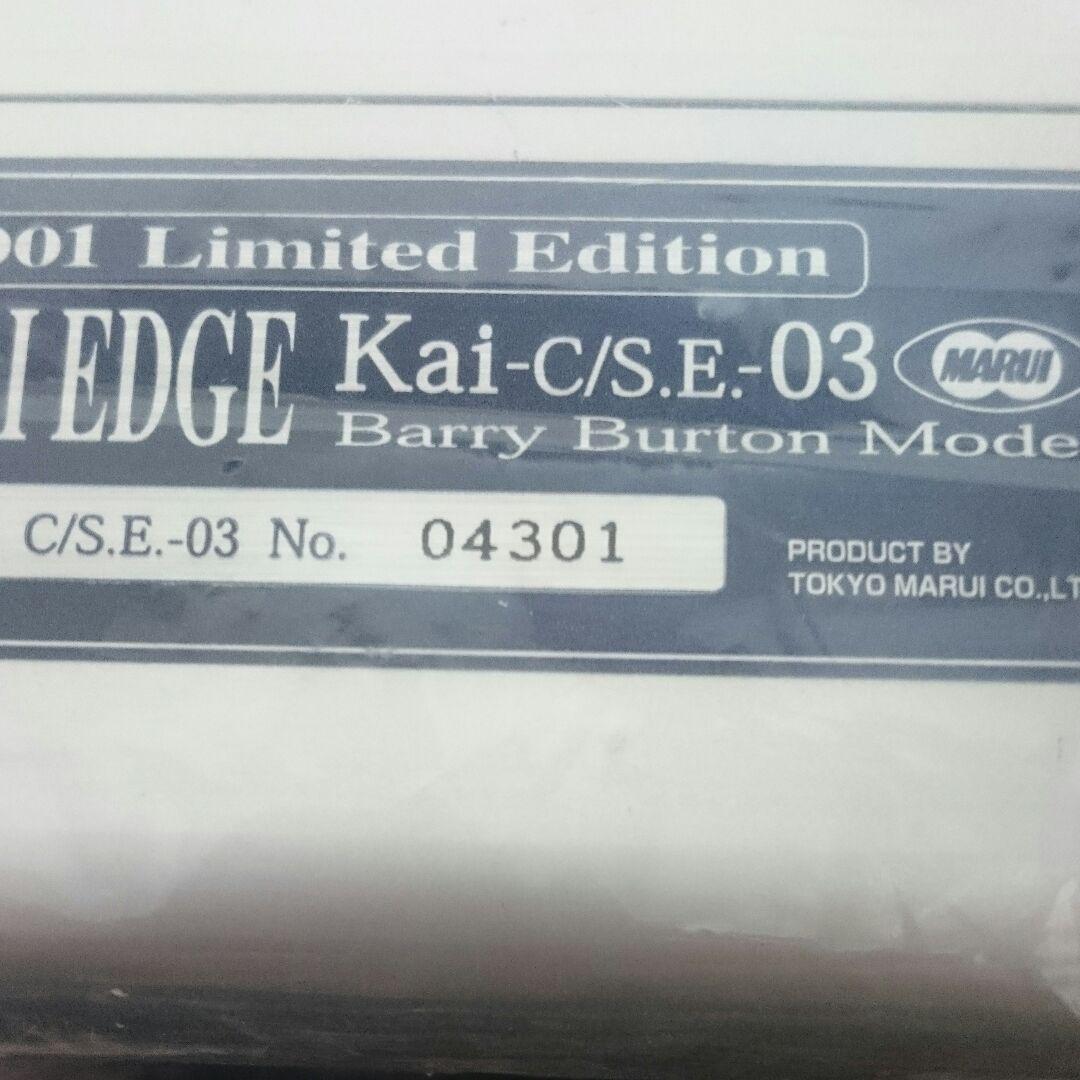 001 Limited Edition
I EDGE Kai-C/S.E.-03 MARUI
Barry Burton Mode
C/S.E.-03 No. 04301
PRODUCT BY
TOKYO MARUI CO.,LT